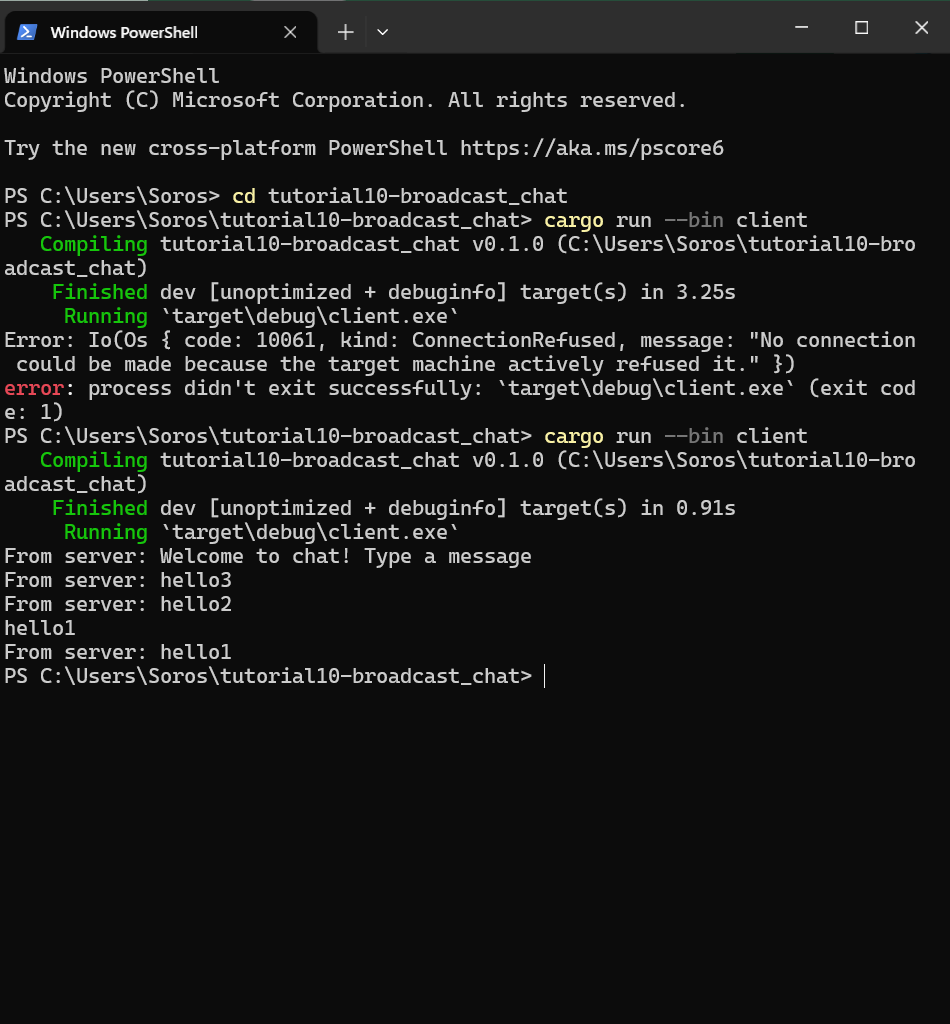 Windows PowerShell
Windows PowerShell
Copyright (C) Microsoft Corporation. All rights reserved.
Try the new cross-platform PowerShell https://aka.ms/pscore6
PS C:\Users\Soros> cd tutorial10-broadcast_chat
PS C:\Users\Soros\tutorial10-broadcast_chat> cargo run --bin client
   Compiling tutorial10-broadcast_chat v0.1.0 (C:\Users\Soros\tutorial10-bro
adcast_chat)
    Finished dev [unoptimized + debuginfo] target(s) in 3.25s
     Running `target\debug\client.exe`
Error: Io(Os { code: 10061, kind: ConnectionRefused, message: "No connection
 could be made because the target machine actively refused it." })
error: process didn't exit successfully: `target\debug\client.exe` (exit cod
e: 1)
PS C:\Users\Soros\tutorial10-broadcast_chat> cargo run --bin client
   Compiling tutorial10-broadcast_chat v0.1.0 (C:\Users\Soros\tutorial10-bro
adcast_chat)
    Finished dev [unoptimized + debuginfo] target(s) in 0.91s
     Running `target\debug\client.exe`
From server: Welcome to chat! Type a message
From server: hello3
From server: hello2
hello1
From server: hello1
PS C:\Users\Soros\tutorial10-broadcast_chat>